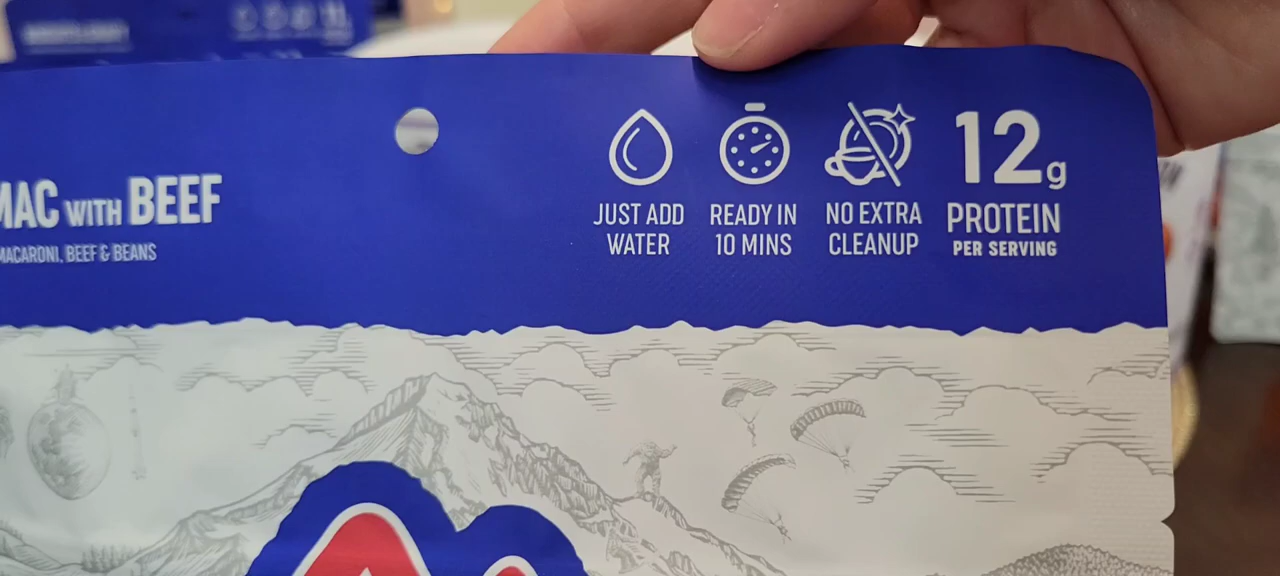 MAC WITH BEEF
MACARONI, BEEF & BEANS
JUST ADD
WATER
READY IN
10 MINS
NO EXTRA
CLEANUP
12g
PROTEIN
PER SERVING